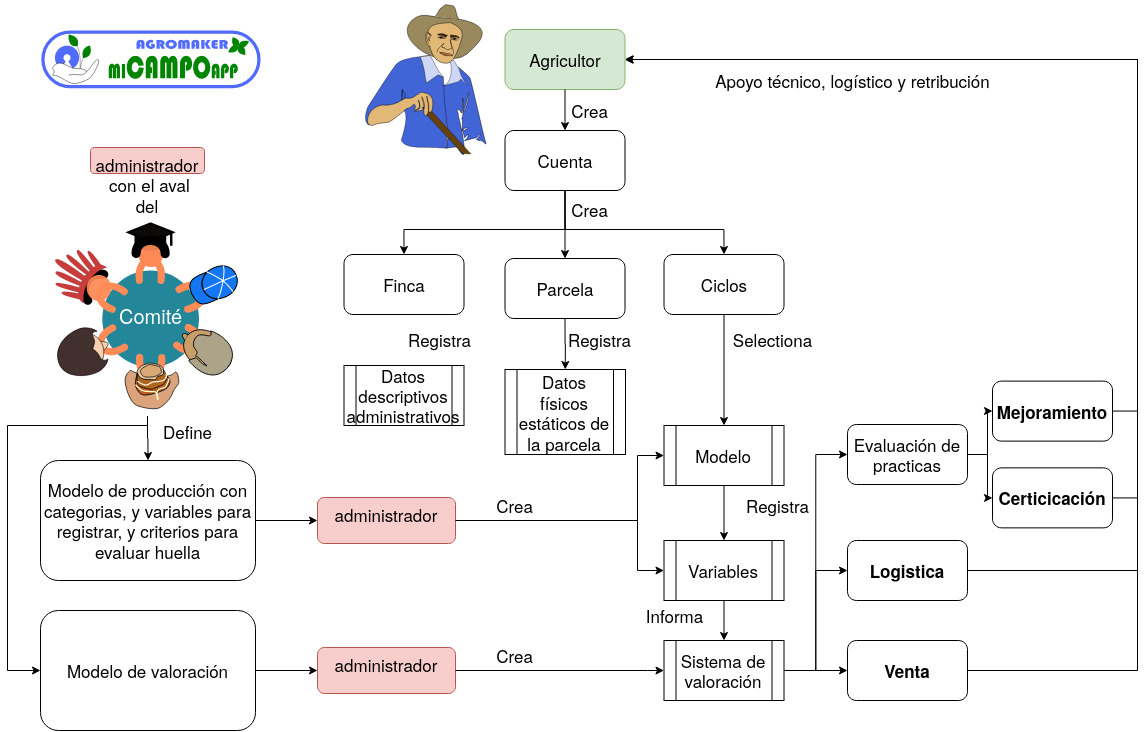 AGROMAKER
miCAMPOAPP
Agricultor
Apoyo técnico, logístico y retribución
Crea
Cuenta
administrador
con el aval
del
Crea
Comité
Finca
Parcela
Ciclos
Registra
Registra
Selecciona
Datos
descriptivos
administrativos
Datos
físicos
estáticos de
la parcela
Define
Modelo
Evaluación de
practicas
Mejoramiento
Certicicación
Modelo de producción con
categorias, y variables para
registrar, y criterios para
evaluar huella
administrador
Crea
Registra
Variables
Logistica
Informa
Modelo de valoración
administrador
Crea
Sistema de
valoración
Venta